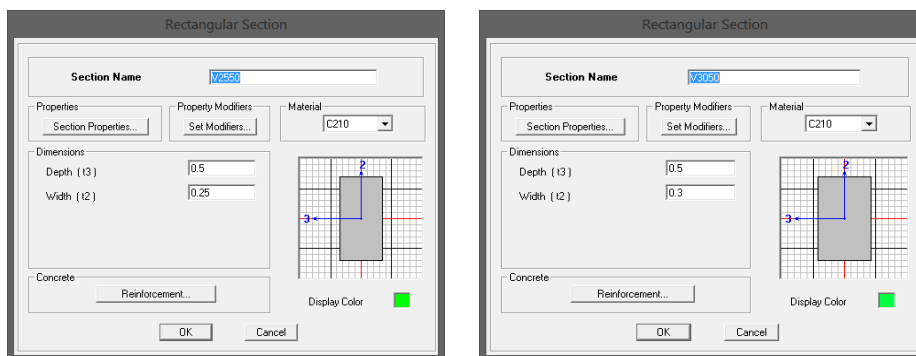 Rectangular Section
Section Name V2550
Properties Property Modifiers Material
Section Properties... Set Modifiers... C210
Dimensions
Depth ( t3 ) 0.5
Width ( t2 ) 0.25
2
3
Concrete
Reinforcement...
Display Color
OK Cancel
Rectangular Section
Section Name V3050
Properties Property Modifiers Material
Section Properties... Set Modifiers... C210
Dimensions
Depth ( t3 ) 0.5
Width ( t2 ) 0.3
2
3
Concrete
Reinforcement...
Display Color
OK Cancel